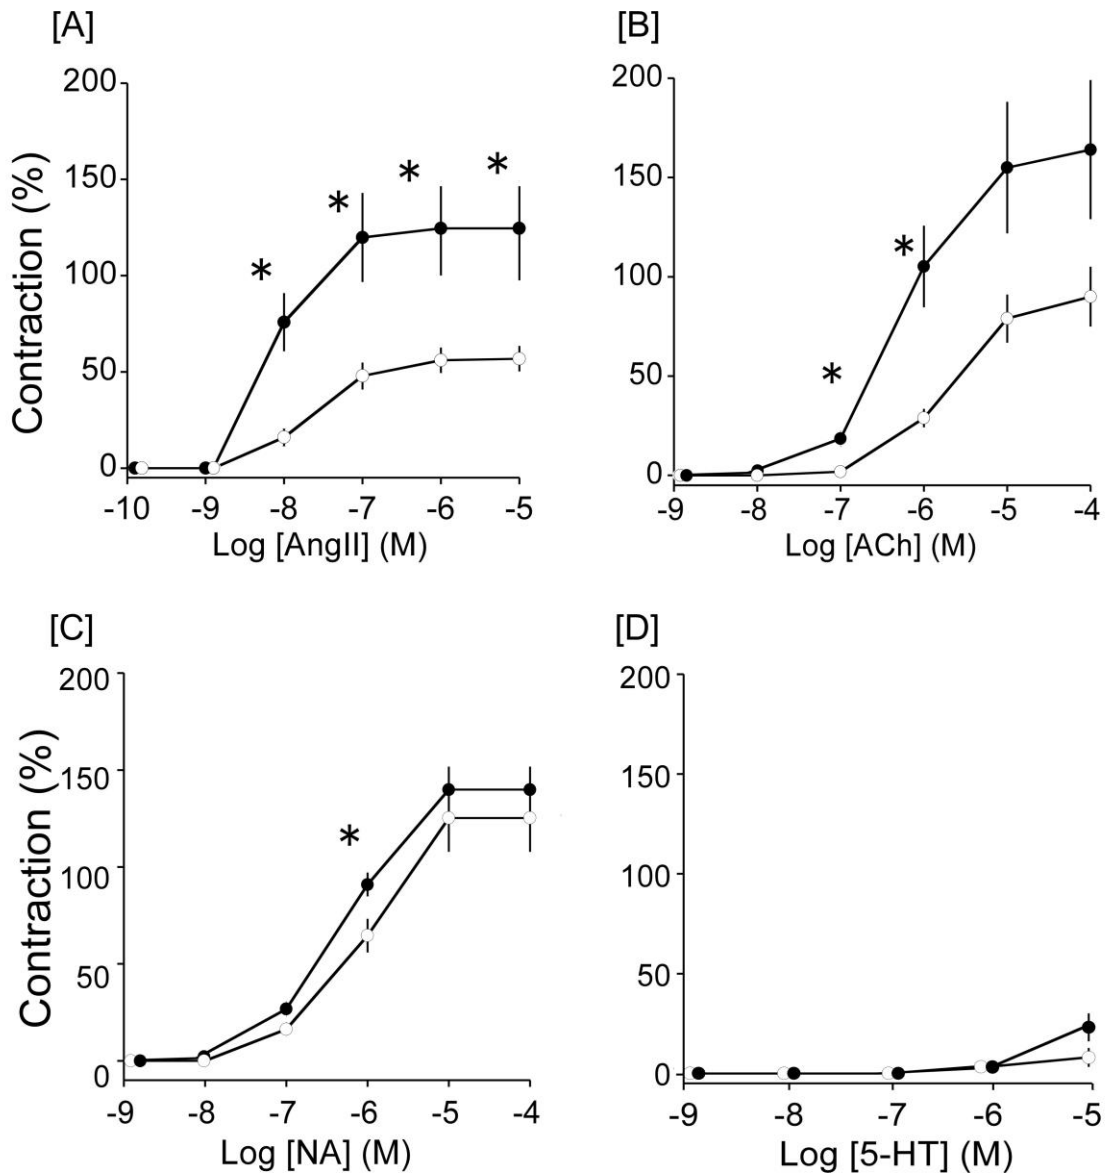 [A]
200
150
100
50
0
-10 -9 -8 -7 -6 -5
Log [AngII] (M)
Contraction (%)
* * * *
[B]
200
150
100
50
0
-9 -8 -7 -6 -5 -4
Log [ACh] (M)
* *
[C]
200
150
100
50
0
-9 -8 -7 -6 -5 -4
Log [NA] (M)
Contraction (%)
*
[D]
200
150
100
50
0
-9 -8 -7 -6 -5
Log [5-HT] (M)